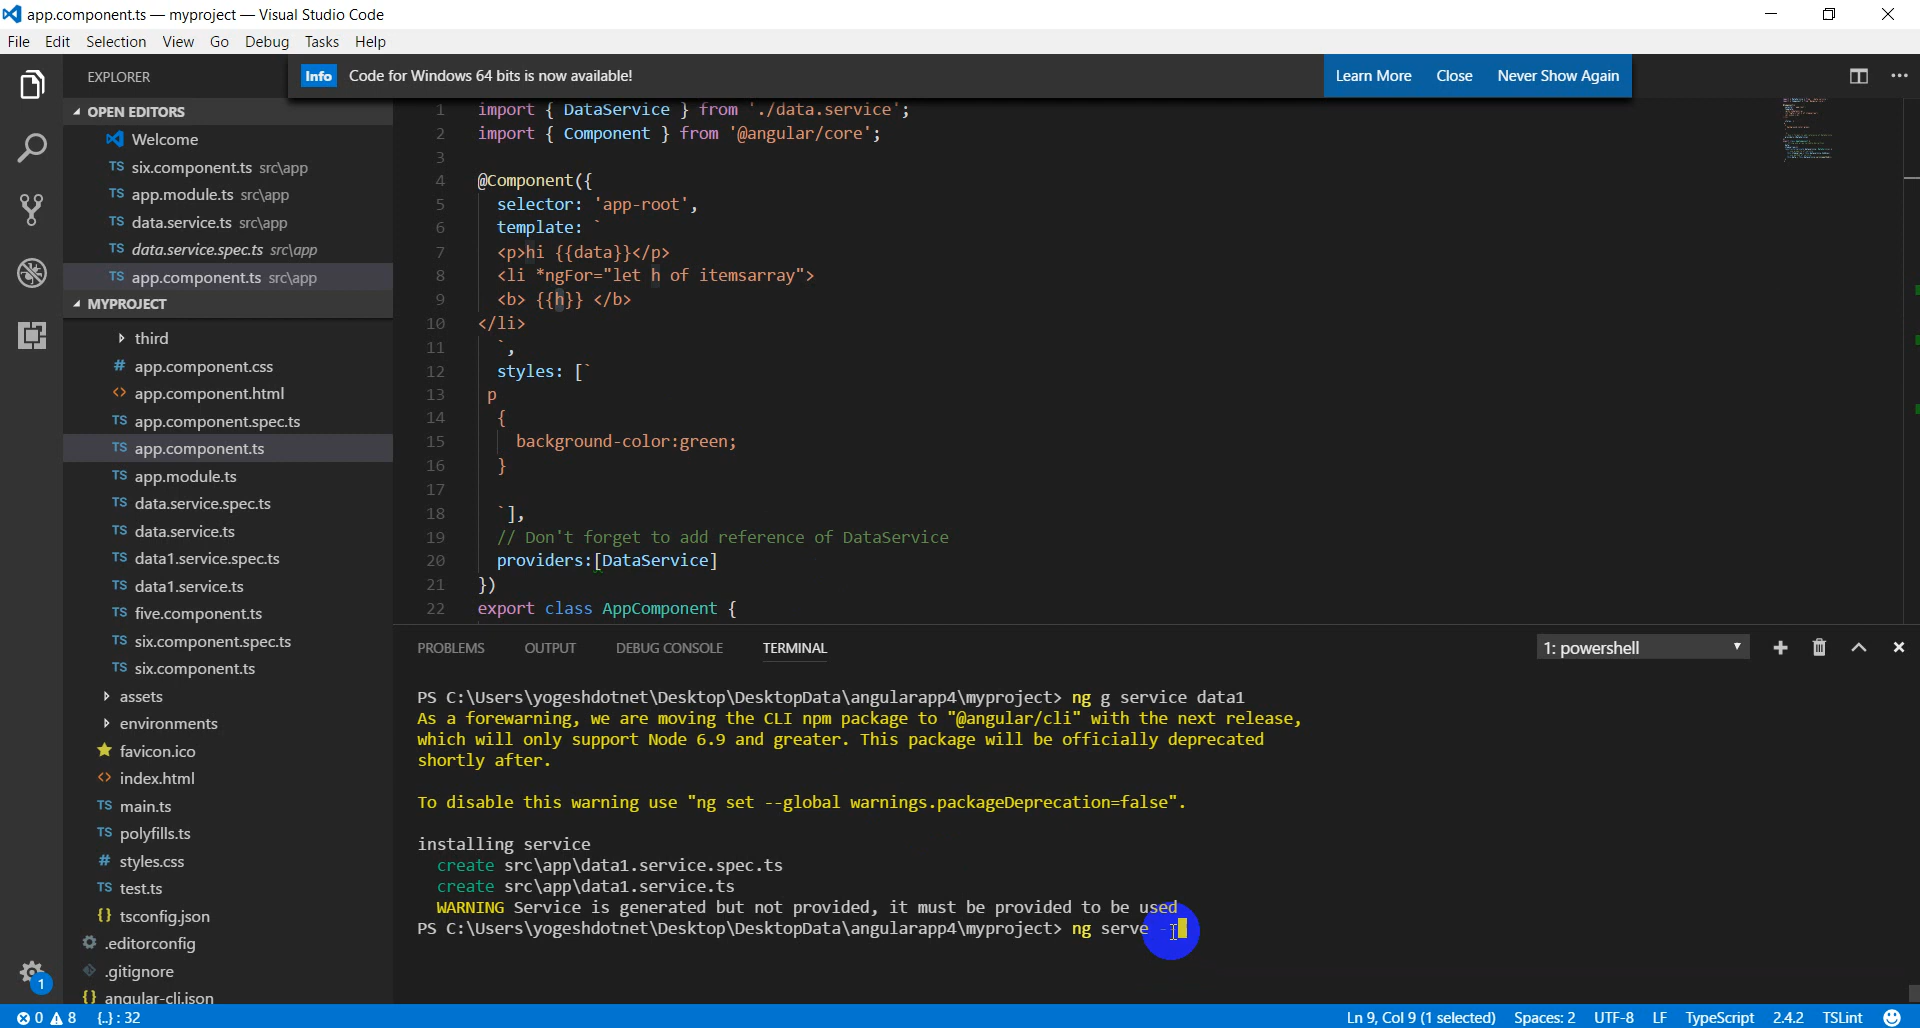 app.component.ts — myproject — Visual Studio Code
File Edit Selection View Go Debug Tasks Help
EXPLORER
Info Code for Windows 64 bits is now available!
Learn More Close Never Show Again
OPEN EDITORS
Welcome
TS six.component.ts src\app
TS app.module.ts src\app
TS data.service.ts src\app
TS data.service.spec.ts src\app
TS app.component.ts src\app
MYPROJECT
third
# app.component.css
<> app.component.html
TS app.component.spec.ts
TS app.component.ts
TS app.module.ts
TS data.service.spec.ts
TS data.service.ts
TS data1.service.spec.ts
TS data1.service.ts
TS five.component.ts
TS six.component.spec.ts
TS six.component.ts
assets
environments
favicon.ico
<> index.html
TS main.ts
TS polyfills.ts
# styles.css
TS test.ts
{} tsconfig.json
.editorconfig
.gitignore
{} angular-cli.json
1
1 import { DataService } from './data.service';
2 import { Component } from '@angular/core';
3
4 @Component({
5 selector: 'app-root',
6 template: `
7 <p>hi {{data}}</p>
8 <li *ngFor="let h of itemsarray">
9 <b> {{h}} </b>
10 </li>
11 `,
12 styles: [`
13 p
14 {
15 background-color:green;
16 }
17
18 `],
19 // Don't forget to add reference of DataService
20 providers:[DataService]
21 })
22 export class AppComponent {
PROBLEMS OUTPUT DEBUG CONSOLE TERMINAL
1: powershell
PS C:\Users\yogeshdotnet\Desktop\DesktopData\angularapp4\myproject> ng g service data1
As a forewarning, we are moving the CLI npm package to "@angular/cli" with the next release,
which will only support Node 6.9 and greater. This package will be officially deprecated
shortly after.
To disable this warning use "ng set --global warnings.packageDeprecation=false".
installing service
create src\app\data1.service.spec.ts
create src\app\data1.service.ts
WARNING Service is generated but not provided, it must be provided to be used
PS C:\Users\yogeshdotnet\Desktop\DesktopData\angularapp4\myproject> ng serve -
0 8 {..} : 32
Ln 9, Col 9 (1 selected) Spaces: 2 UTF-8 LF TypeScript 2.4.2 TSLint